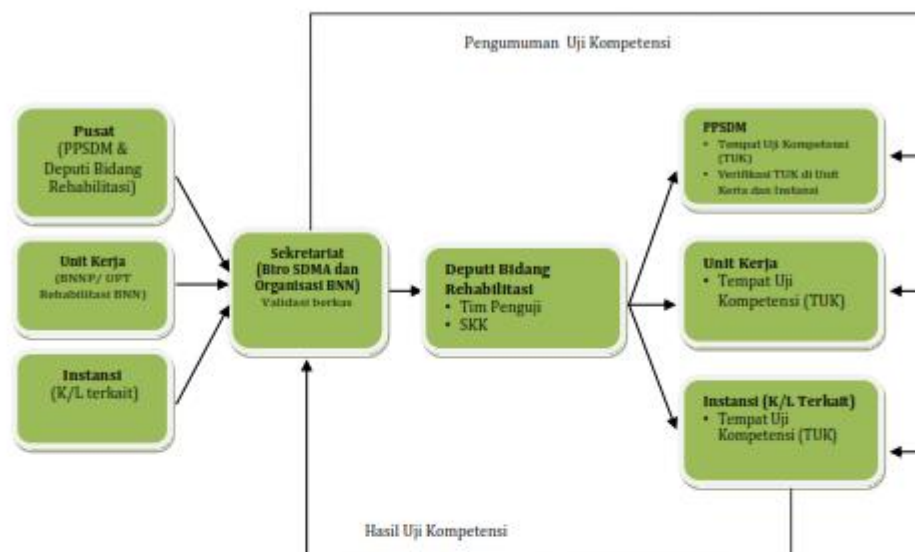 Pengumuman Uji Kompetensi
Pusat
(PPSDM &
Deputi Bidang
Rehabilitasi)
Unit Kerja
(BNNP/ UPT
Rehabilitasi BNN)
Instansi
(K/L terkait)
Sekretariat
(Biro SDMA dan
Organisasi BNN)
Validasi berkas
Deputi Bidang
Rehabilitasi
• Tim Penguji
• SKK
PPSDM
• Tempat Uji Kompetensi
(TUK)
• Verifikasi TUK di Unit
Kerja dan Instansi
Unit Kerja
• Tempat Uji
Kompetensi (TUK)
Instansi (K/L Terkait)
• Tempat Uji
Kompetensi (TUK)
Hasil Uji Kompetensi